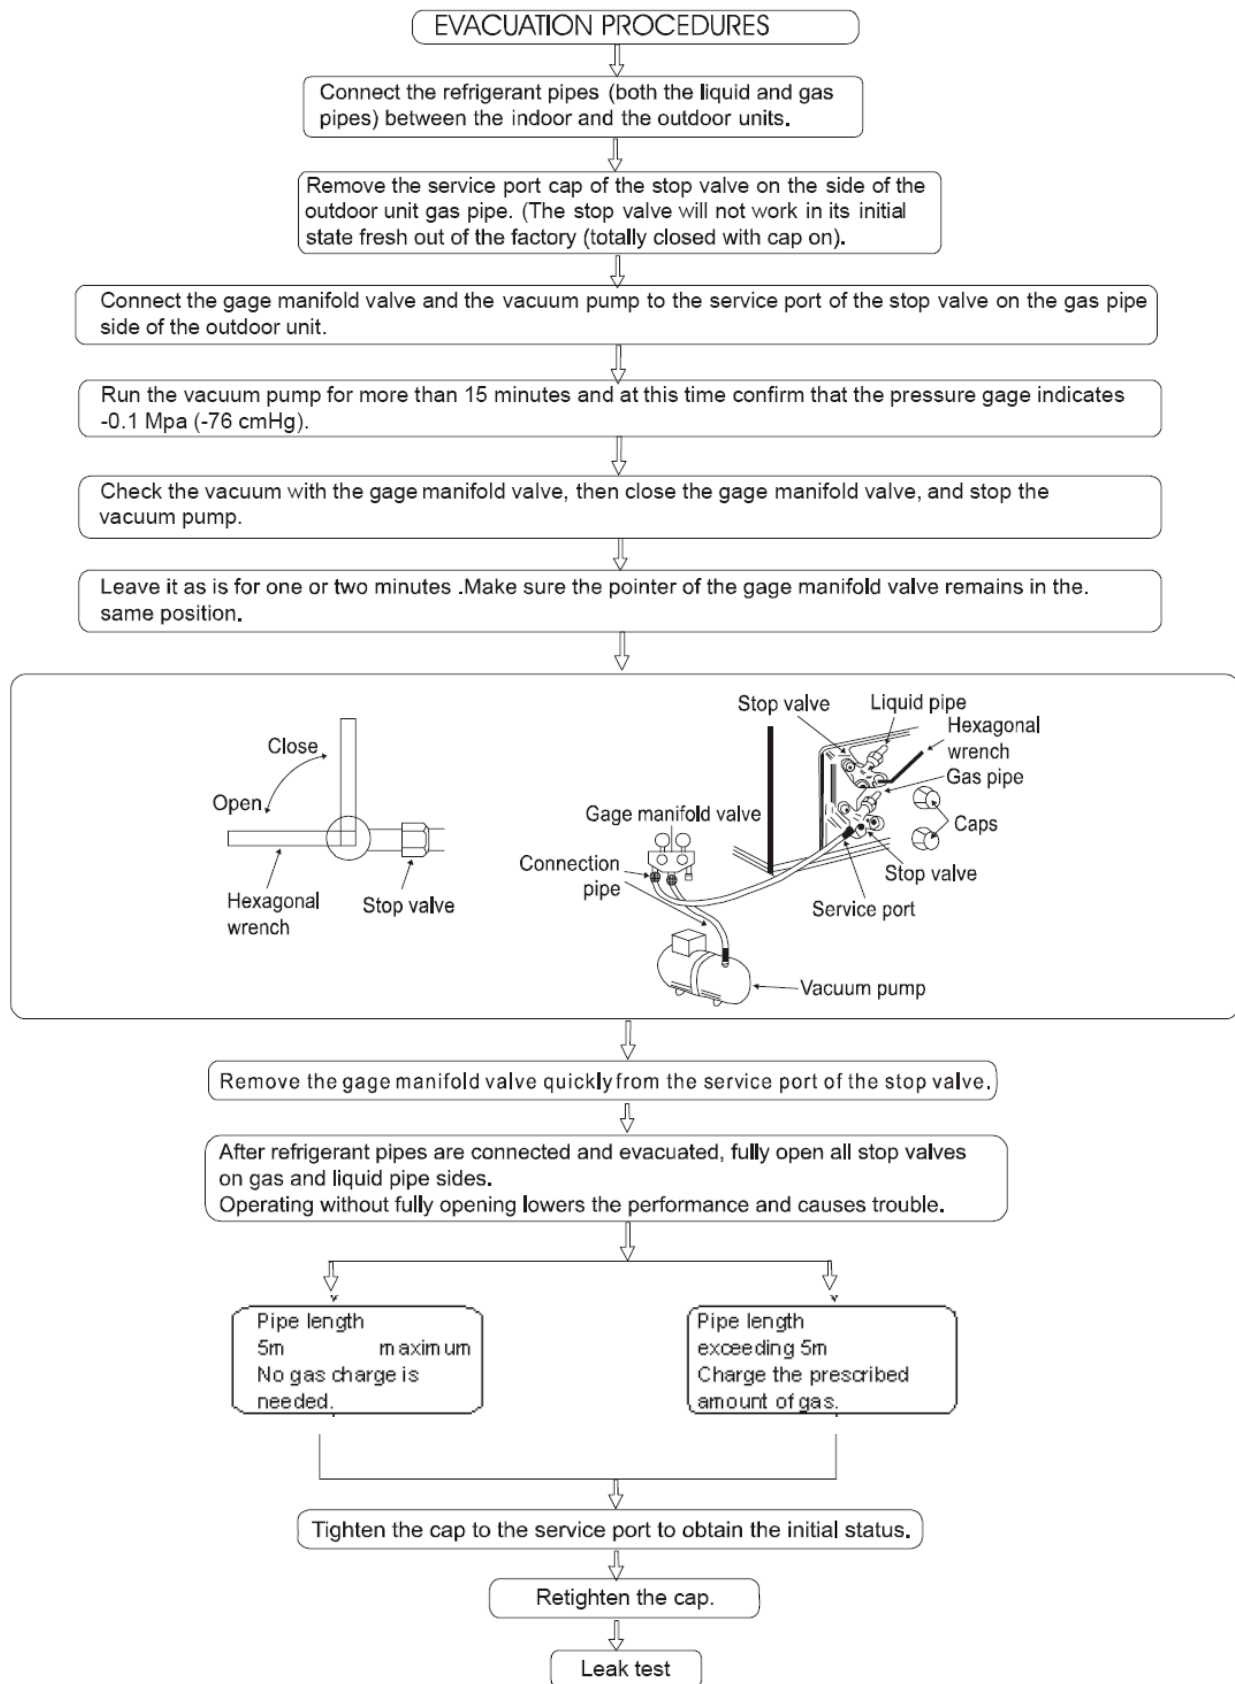 EVACUATION PROCEDURES
Connect the refrigerant pipes (both the liquid and gas
pipes) between the indoor and the outdoor units.
Remove the service port cap of the stop valve on the side of the
outdoor unit gas pipe. (The stop valve will not work in its initial
state fresh out of the factory (totally closed with cap on).
Connect the gage manifold valve and the vacuum pump to the service port of the stop valve on the gas pipe
side of the outdoor unit.
Run the vacuum pump for more than 15 minutes and at this time confirm that the pressure gage indicates
-0.1 Mpa (-76 cmHg).
Check the vacuum with the gage manifold valve, then close the gage manifold valve, and stop the
vacuum pump.
Leave it as is for one or two minutes .Make sure the pointer of the gage manifold valve remains in the.
same position.
Close
Open
Hexagonal
wrench
Stop valve
Stop valve
Liquid pipe
Hexagonal
wrench
Gas pipe
Gage manifold valve
Caps
Connection
pipe
Stop valve
Service port
Vacuum pump
Remove the gage manifold valve quickly from the service port of the stop valve.
After refrigerant pipes are connected and evacuated, fully open all stop valves
on gas and liquid pipe sides.
Operating without fully opening lowers the performance and causes trouble.
Pipe length
5m maximum
No gas charge is
needed.
Pipe length
exceeding 5m
Charge the prescribed
amount of gas.
Tighten the cap to the service port to obtain the initial status.
Retighten the cap.
Leak test